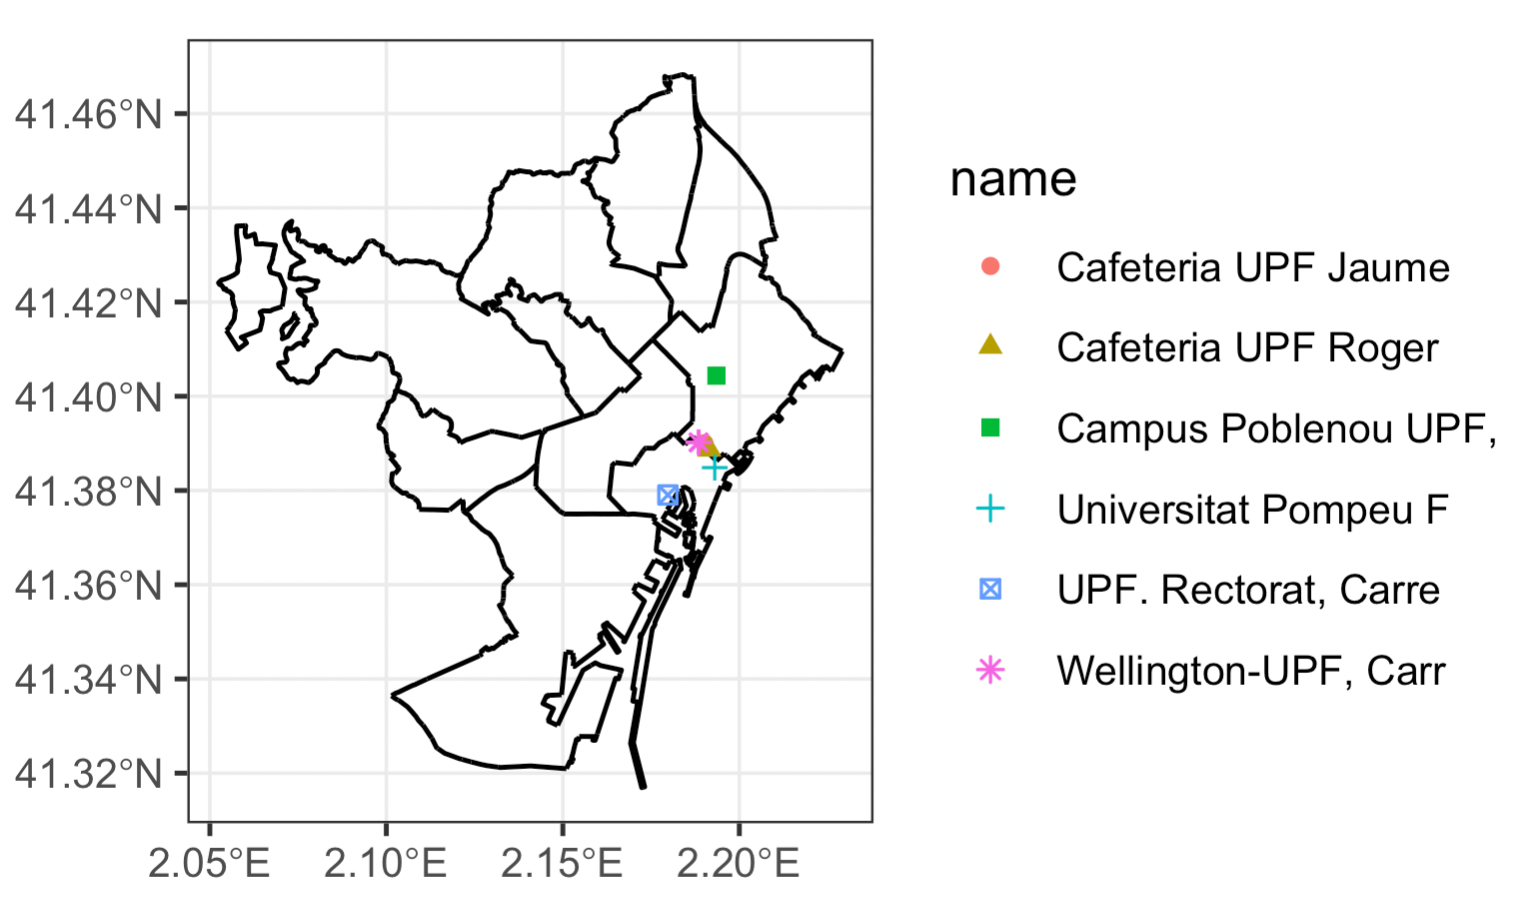 41.46°N
41.44°N
41.42°N
41.40°N
41.38°N
41.36°N
41.34°N
41.32°N
2.05°E 2.10°E 2.15°E 2.20°E
name
Cafeteria UPF Jaume
Cafeteria UPF Roger
Campus Poblenou UPF,
Universitat Pompeu F
UPF. Rectorat, Carre
Wellington-UPF, Carr